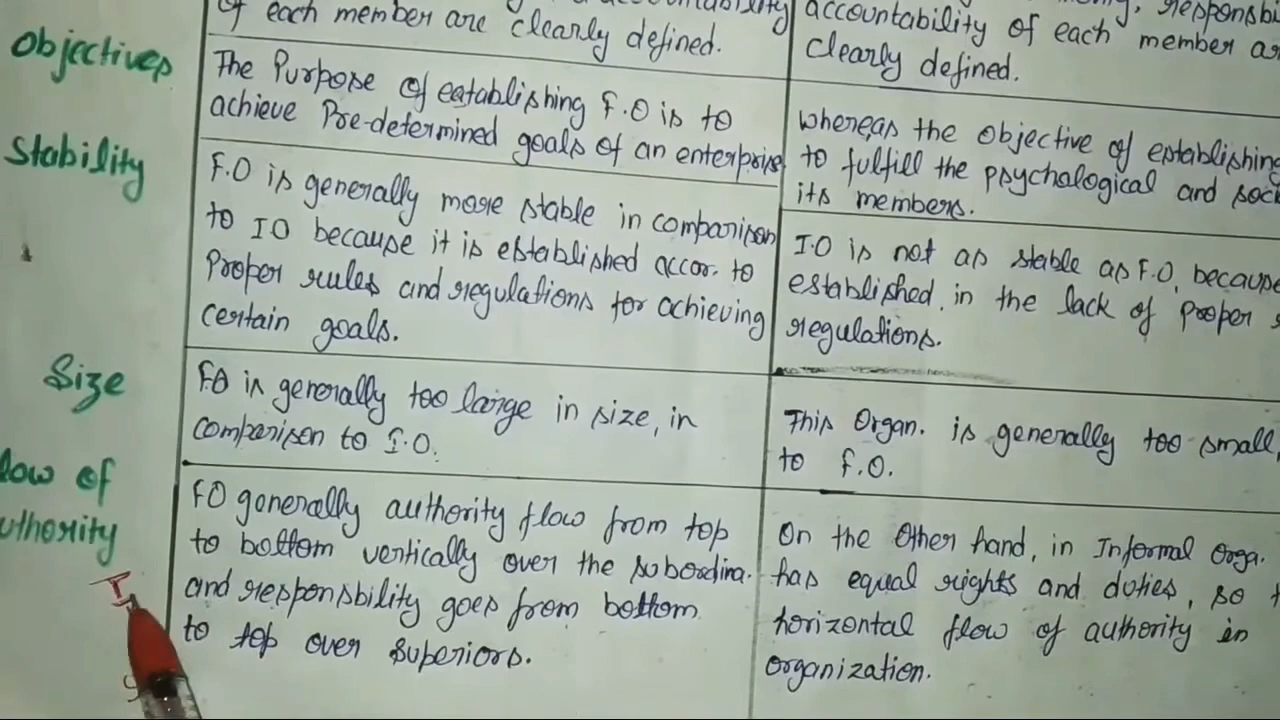 of each member are clearly defined.
accountability of each member ar
clearly defined.
Objectives
The Purpose of eatablishing F.O is to
achieve Pre-determined goals of an enterprise
whereas the objective of establishing
to fulfill the psychological and soci
its members.
Stability
F.O is generally more stable in comparison
to I O because it is established accor. to
Proper rules and regulations for achieving
certain goals.
I.O is not as stable as F.O, because
established in the lack of proper
regulations.
Size
FO is generally too large in size, in
comparison to I.O.
This Organ. is generally too small,
to F.O.
low of
uthority
FO generally authority flow from top
to bottom vertically over the subordina.
and responsbility goes from bottom
to top over superiors.
On the Other hand, in Informal Orga.
has equal rights and duties, so t
horizontal flow of authority in
organization.